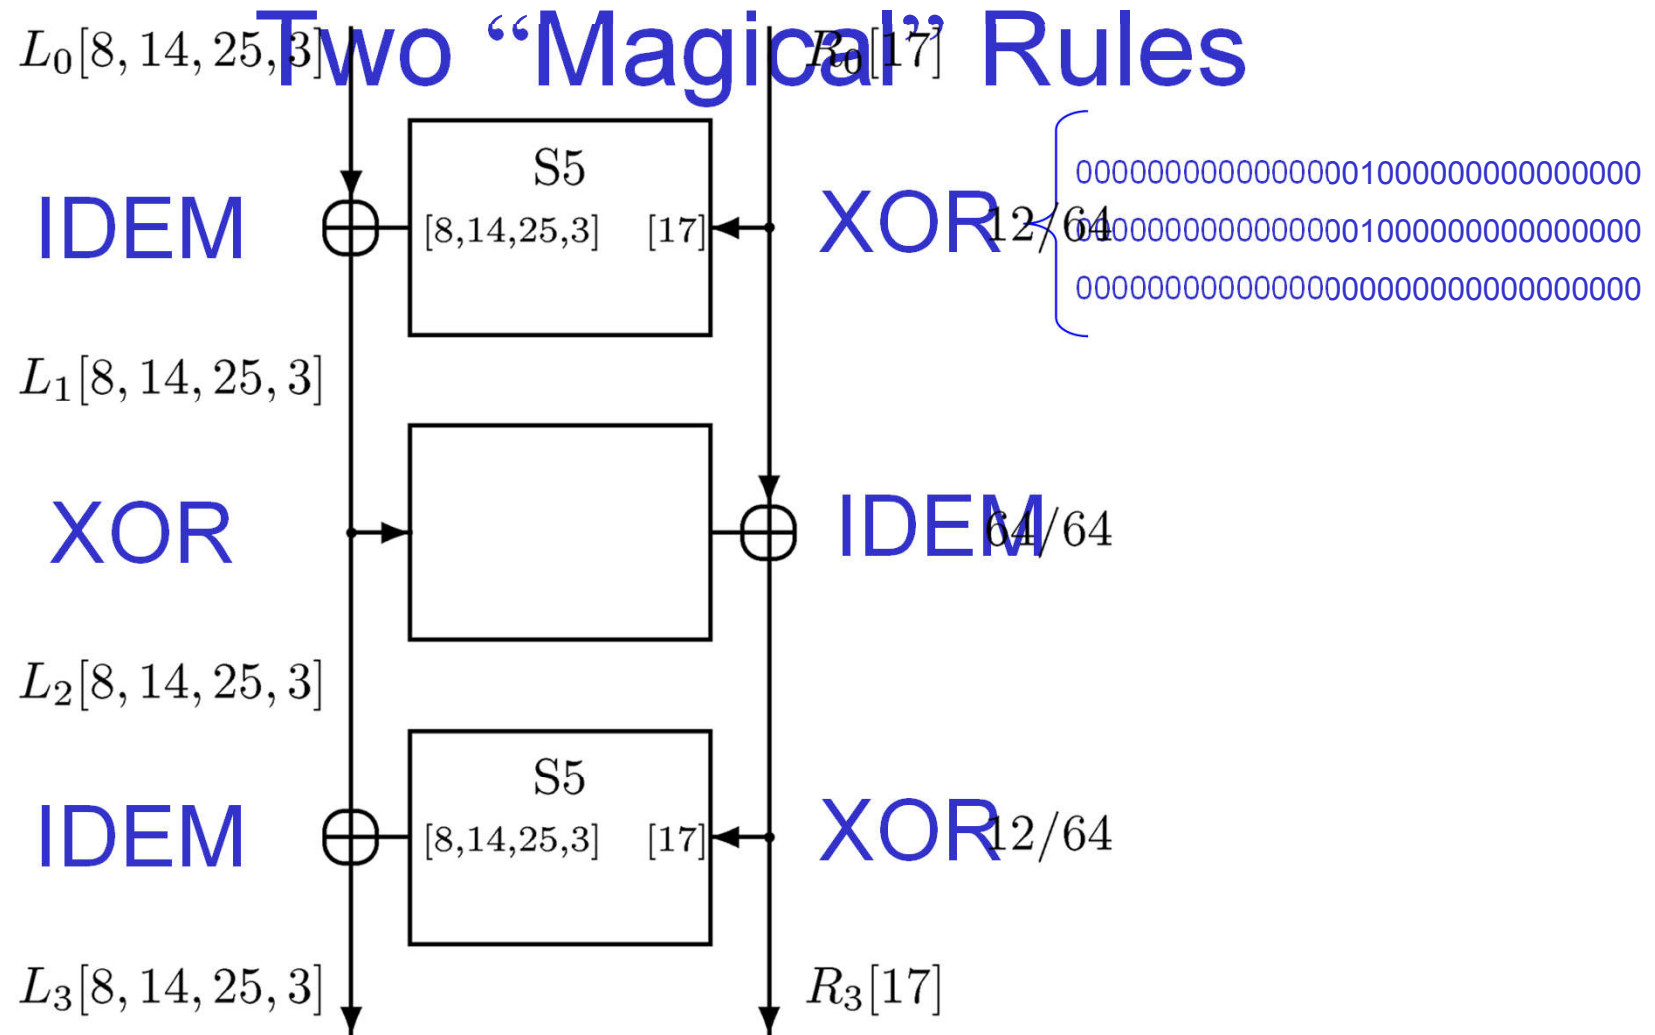 Two “Magical” Rules
L₀[8, 14, 25, 3]
R₀[17]
S5
00000000000000001000000000000000
IDEM
[8,14,25,3] [17]
XOR
12/64
00000000000000001000000000000000
00000000000000000000000000000000
L₁[8, 14, 25, 3]
XOR
IDEM
64/64
L₂[8, 14, 25, 3]
S5
IDEM
[8,14,25,3] [17]
XOR
12/64
L₃[8, 14, 25, 3]
R₃[17]